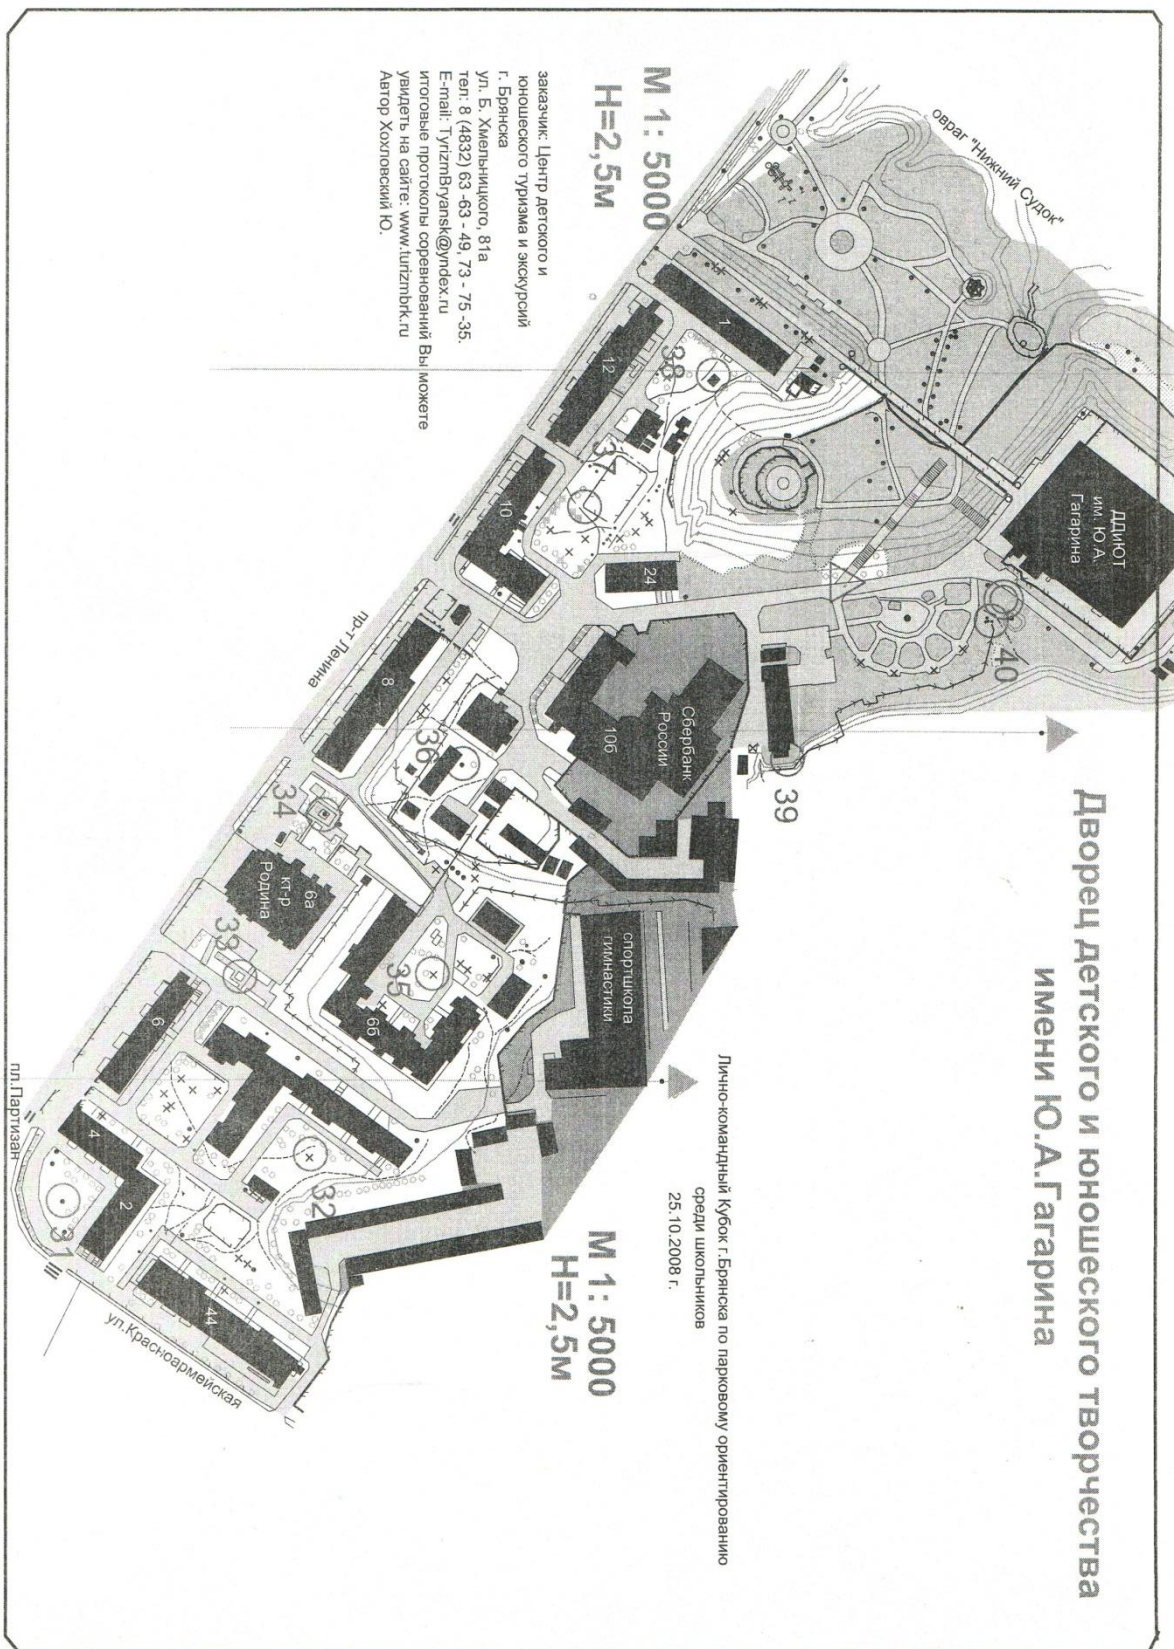 Дворец детского и юношеского творчества
имени Ю.А.Гагарина
Лично-командный Кубок г.Брянска по парковому ориентированию
среди школьников
25.10.2008 г.
М 1: 5000
Н=2,5м
М 1: 5000
Н=2,5м
заказчик: Центр детского и
юношеского туризма и экскурсий
г. Брянска
ул. Б. Хмельницкого, 81а
тел: 8 (4832) 63 -63 - 49, 73 - 75 -35.
E-mail: TyrizmBryansk@yndex.ru
итоговые протоколы соревнований Вы можете
увидеть на сайте: www.turizmbrk.ru
Автор Хохловский Ю.
овраг "Нижний Судок"
ДДиЮТ
им. Ю.А.
Гагарина
40
39
1
38
12
37
10
24
Сбербанк
России
10б
8
36
пр-т Ленина
34
6а
кт-р
Родина
33
35
6б
спортшкола
гимнастики
6
4
2
32
31
44
пл.Партизан
ул.Красноармейская